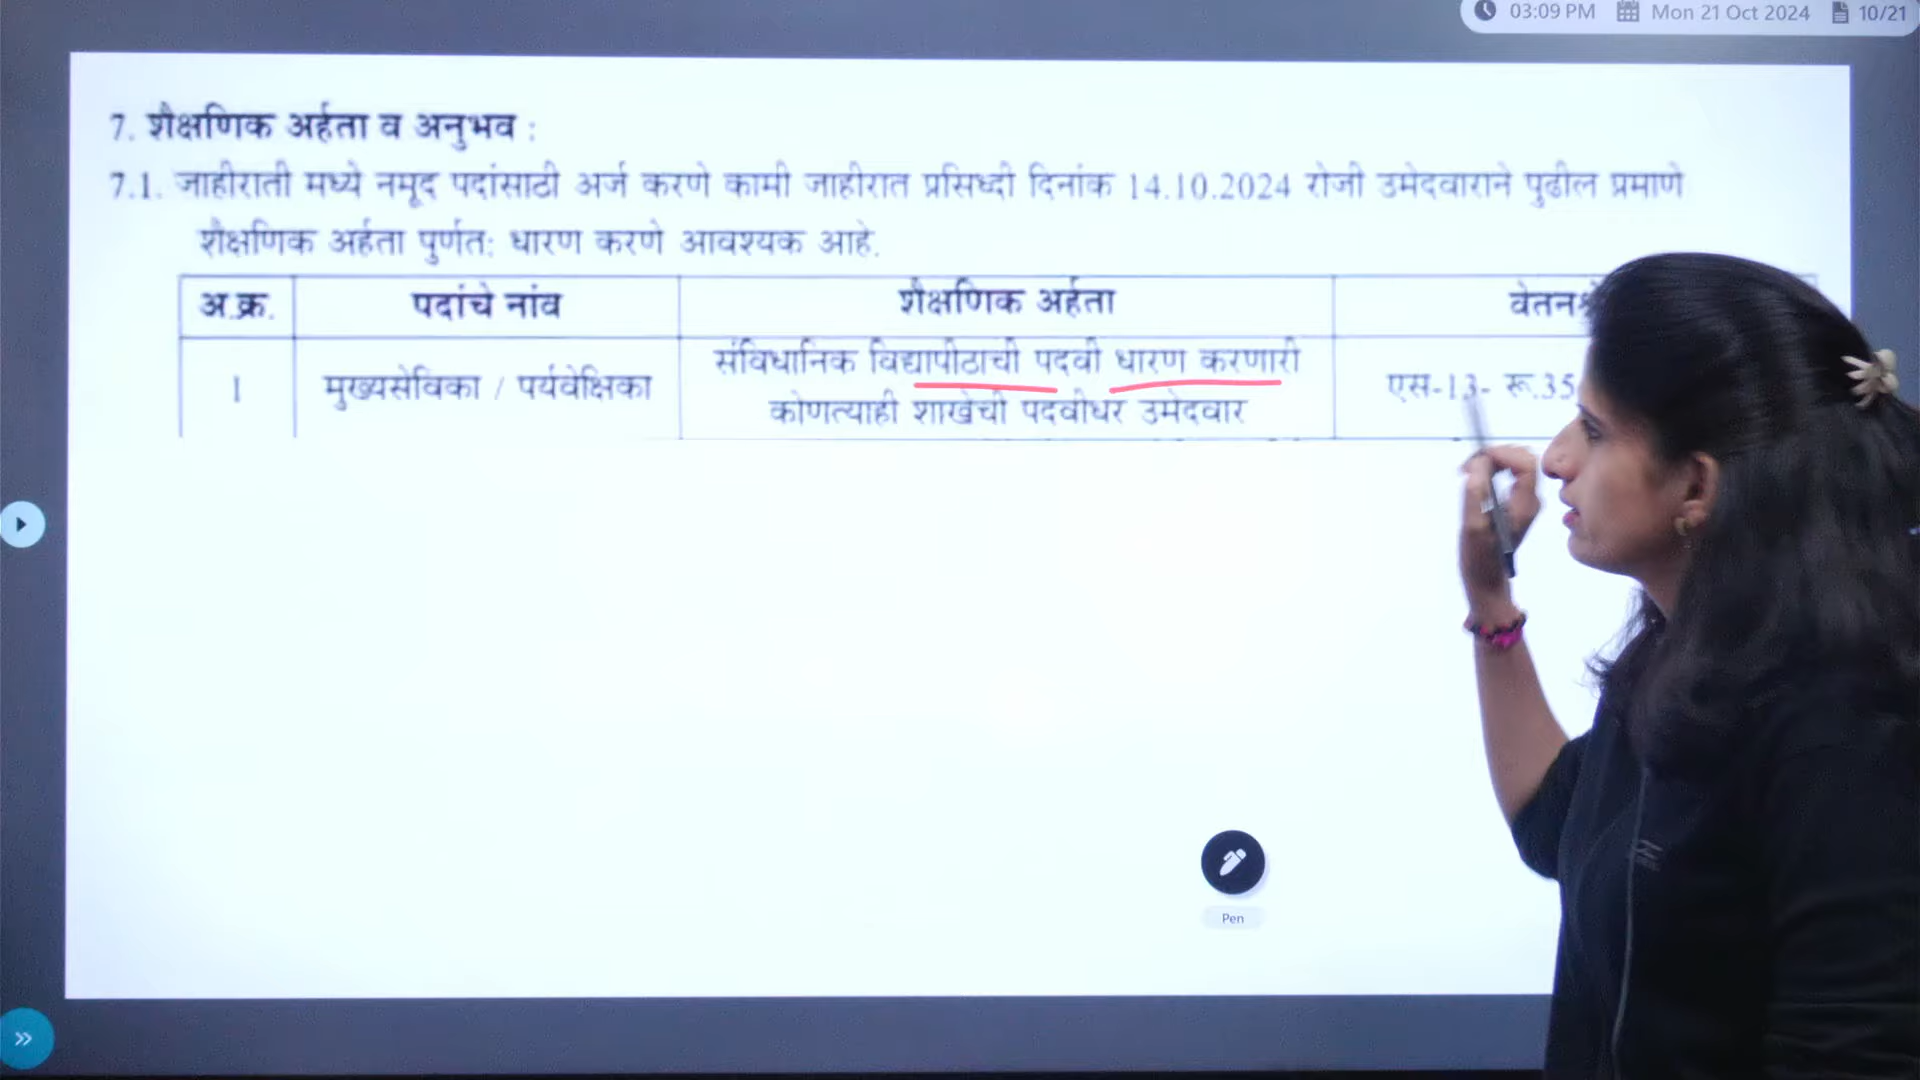 03:09 PM Mon 21 Oct 2024 10/21
7. शैक्षणिक अर्हता व अनुभव :
7.1. जाहीराती मध्ये नमूद पदांसाठी अर्ज करणे कामी जाहीरात प्रसिध्दी दिनांक 14.10.2024 रोजी उमेदवाराने पुढील प्रमाणे
शैक्षणिक अर्हता पुर्णत: धारण करणे आवश्यक आहे.
अ.क्र. पदांचे नांव शैक्षणिक अर्हता
1 मुख्यसेविका / पर्यवेक्षिका संविधानिक विद्यापीठाची पदवी धारण करणारी
कोणत्याही शाखेची पदवीधर उमेदवार
एस-13- रू.35
Pen